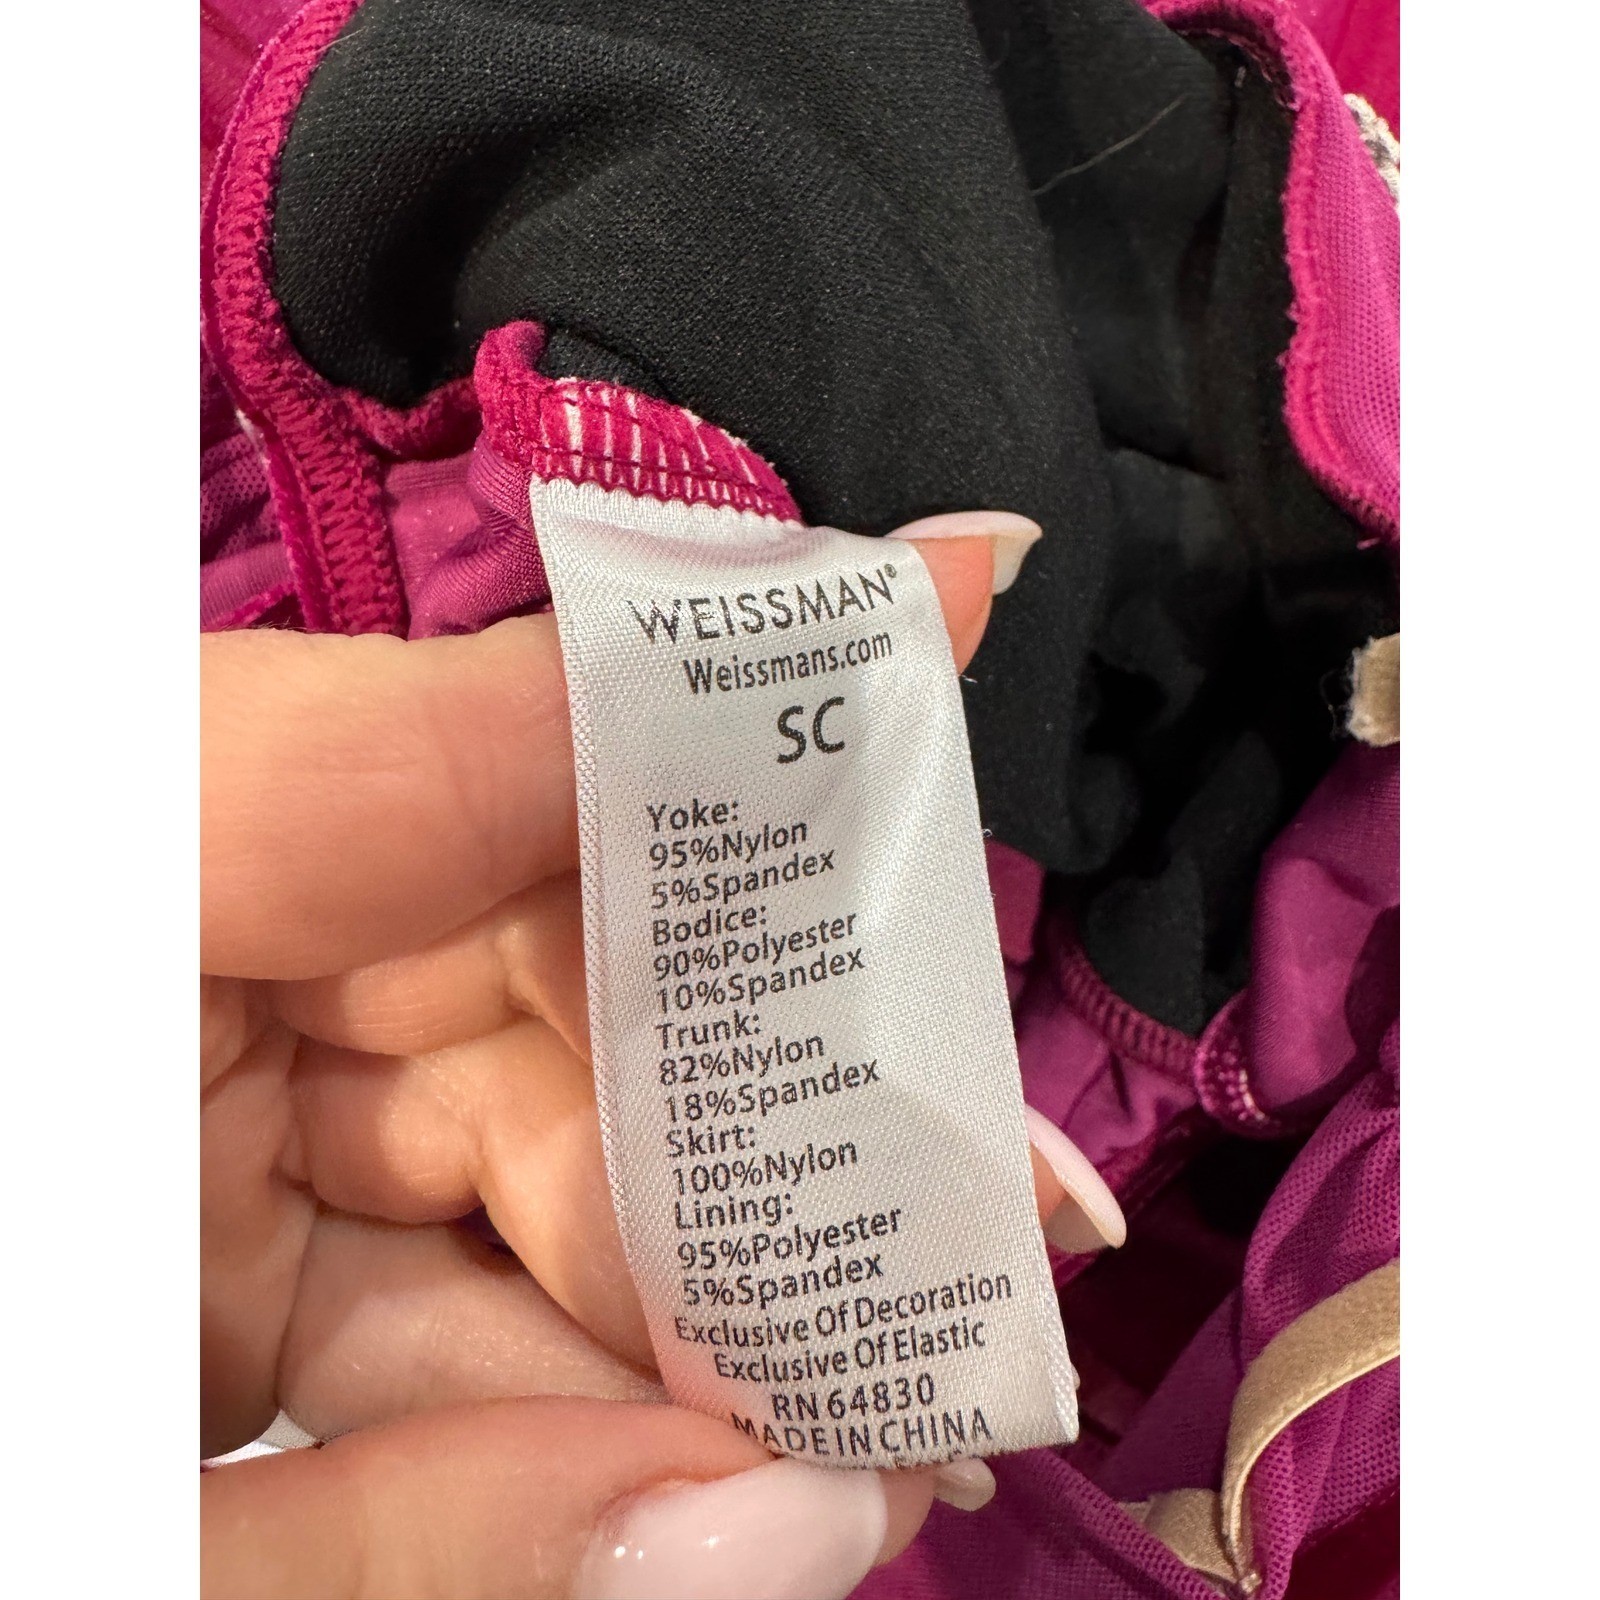 WEISSMAN®
Weissmans.com
SC
Yoke:
95%Nylon
5%Spandex
Bodice:
90%Polyester
10%Spandex
Trunk:
82%Nylon
18%Spandex
Skirt:
100%Nylon
Lining:
95%Polyester
5%Spandex
Exclusive Of Decoration
Exclusive Of Elastic
RN 64830
MADE IN CHINA